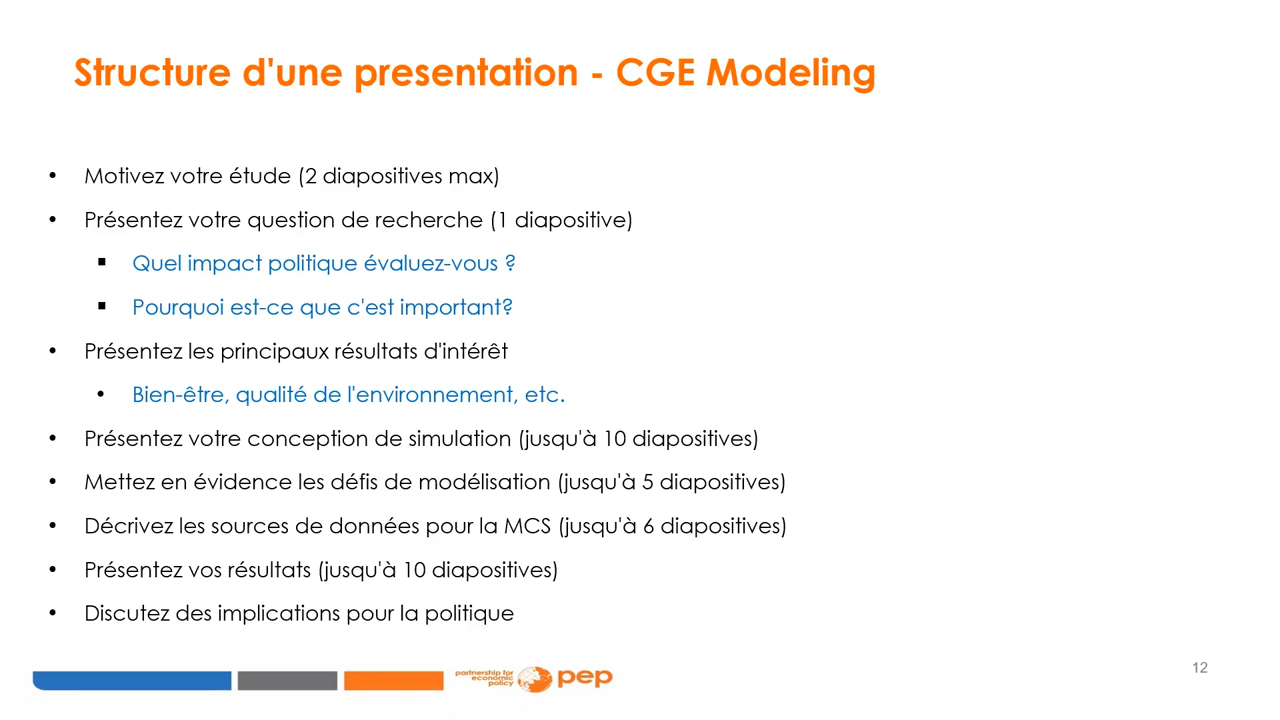 Structure d'une presentation - CGE Modeling
• Motivez votre étude (2 diapositives max)
• Présentez votre question de recherche (1 diapositive)
▪ Quel impact politique évaluez-vous ?
▪ Pourquoi est-ce que c'est important?
• Présentez les principaux résultats d'intérêt
• Bien-être, qualité de l'environnement, etc.
• Présentez votre conception de simulation (jusqu'à 10 diapositives)
• Mettez en évidence les défis de modélisation (jusqu'à 5 diapositives)
• Décrivez les sources de données pour la MCS (jusqu'à 6 diapositives)
• Présentez vos résultats (jusqu'à 10 diapositives)
• Discutez des implications pour la politique
partnership for
economic
policy
pep
12